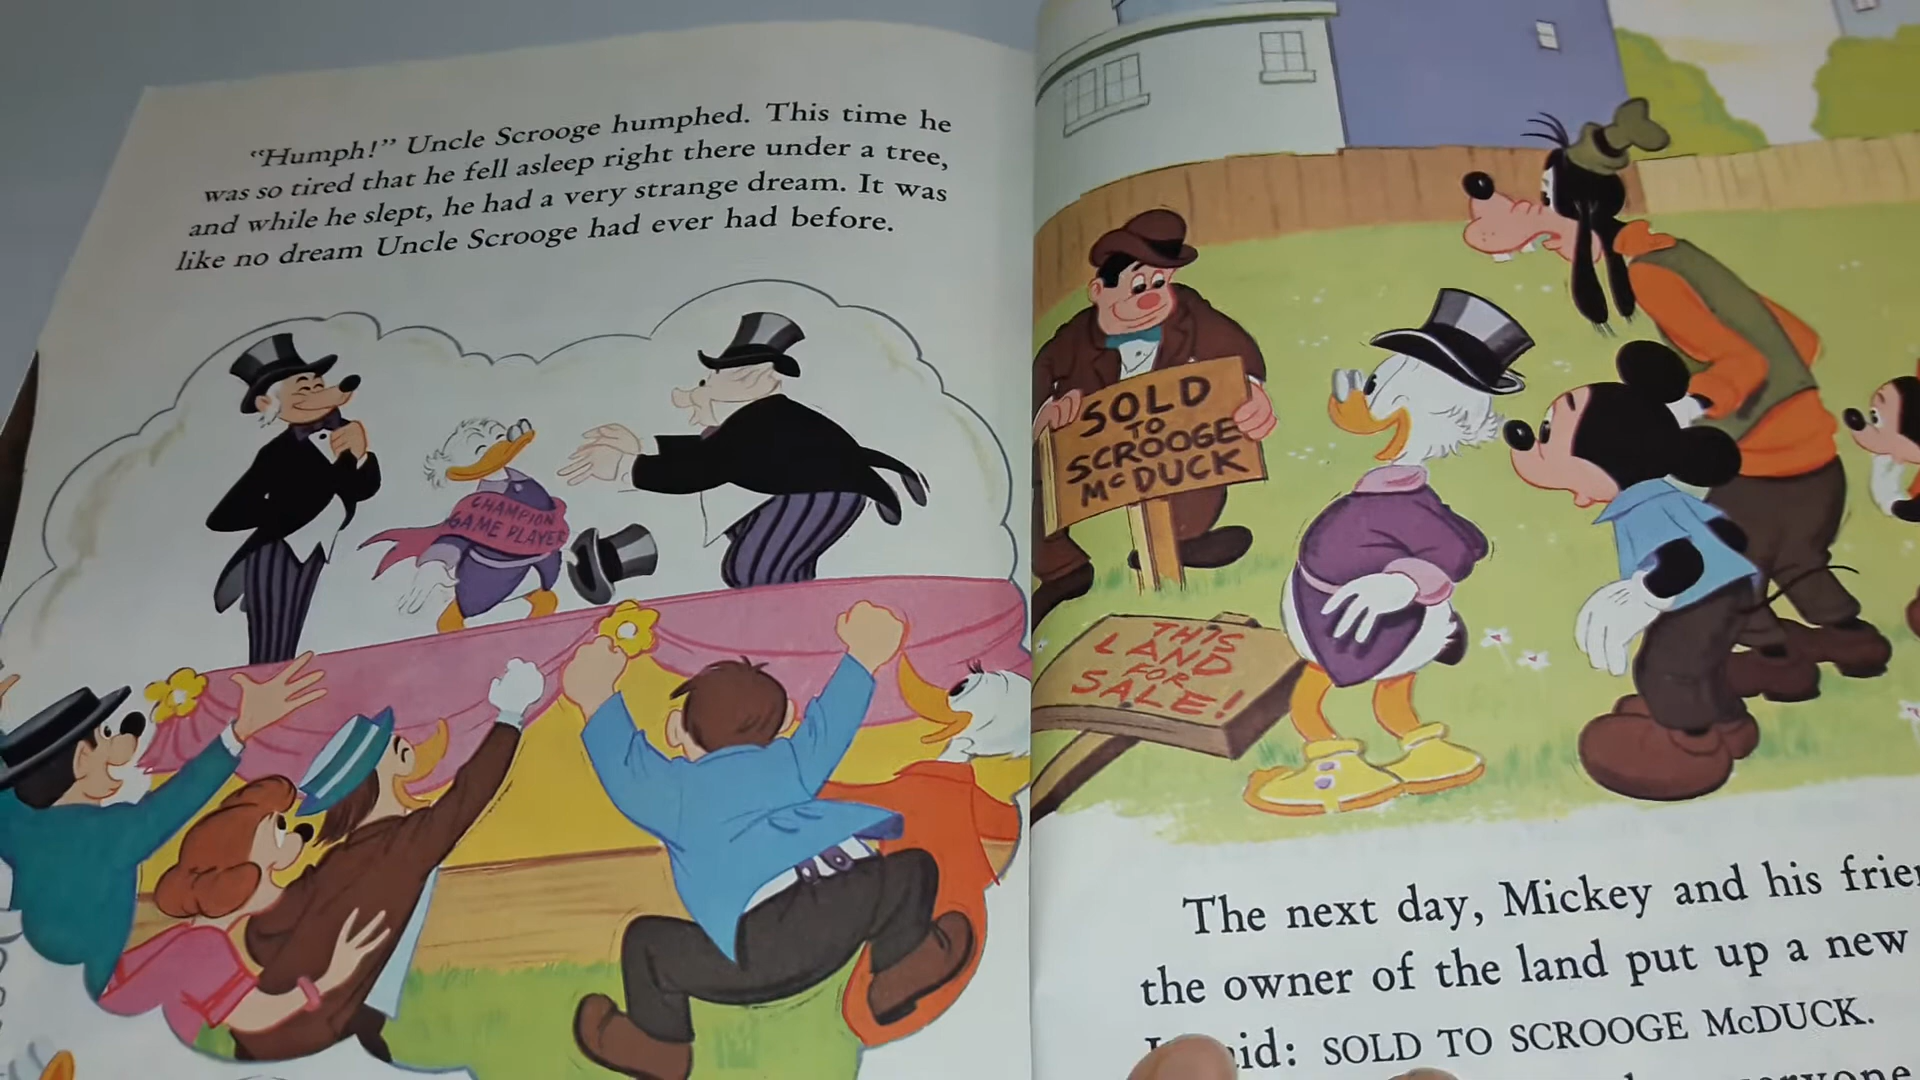 “Humph!” Uncle Scrooge humphed. This time he
was so tired that he fell asleep right there under a tree,
and while he slept, he had a very strange dream. It was
like no dream Uncle Scrooge had ever had before.
CHAMPION
GAME PLAYER
SOLD
TO
SCROOGE
McDUCK
THIS
LAND
FOR
SALE!
The next day, Mickey and his
the owner of the land put up a new
SOLD TO SCROOGE McDUCK.